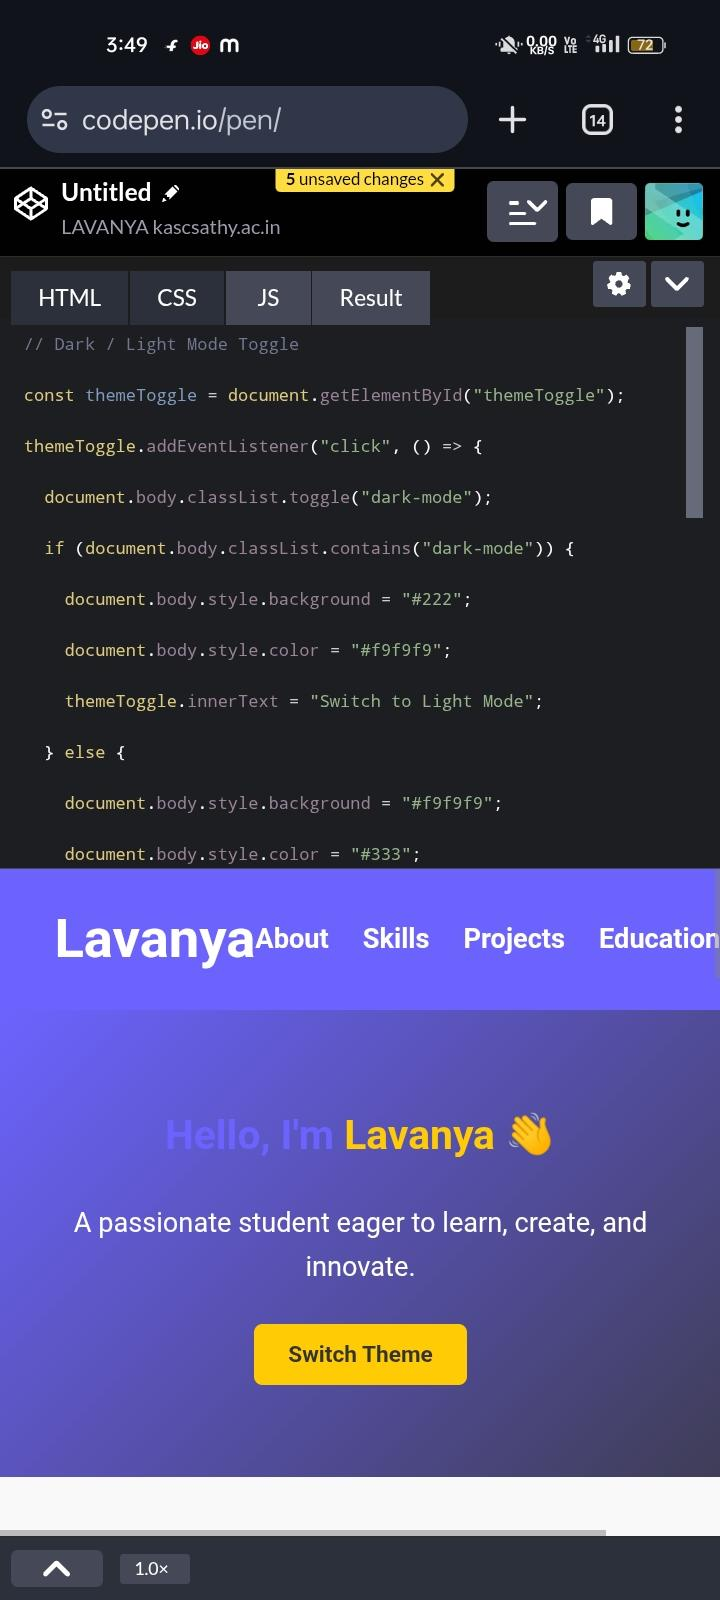 3:49 Jio m 0.00 KB/S Vo LTE 4G 72
codepen.io/pen/ 14
5 unsaved changes
Untitled
LAVANYA kascsathy.ac.in
HTML CSS JS Result
// Dark / Light Mode Toggle
const themeToggle = document.getElementById("themeToggle");
themeToggle.addEventListener("click", () => {
document.body.classList.toggle("dark-mode");
if (document.body.classList.contains("dark-mode")) {
document.body.style.background = "#222";
document.body.style.color = "#f9f9f9";
themeToggle.innerText = "Switch to Light Mode";
} else {
document.body.style.background = "#f9f9f9";
document.body.style.color = "#333";
Lavanya About Skills Projects Education
Hello, I'm Lavanya 👋
A passionate student eager to learn, create, and
innovate.
Switch Theme
1.0×